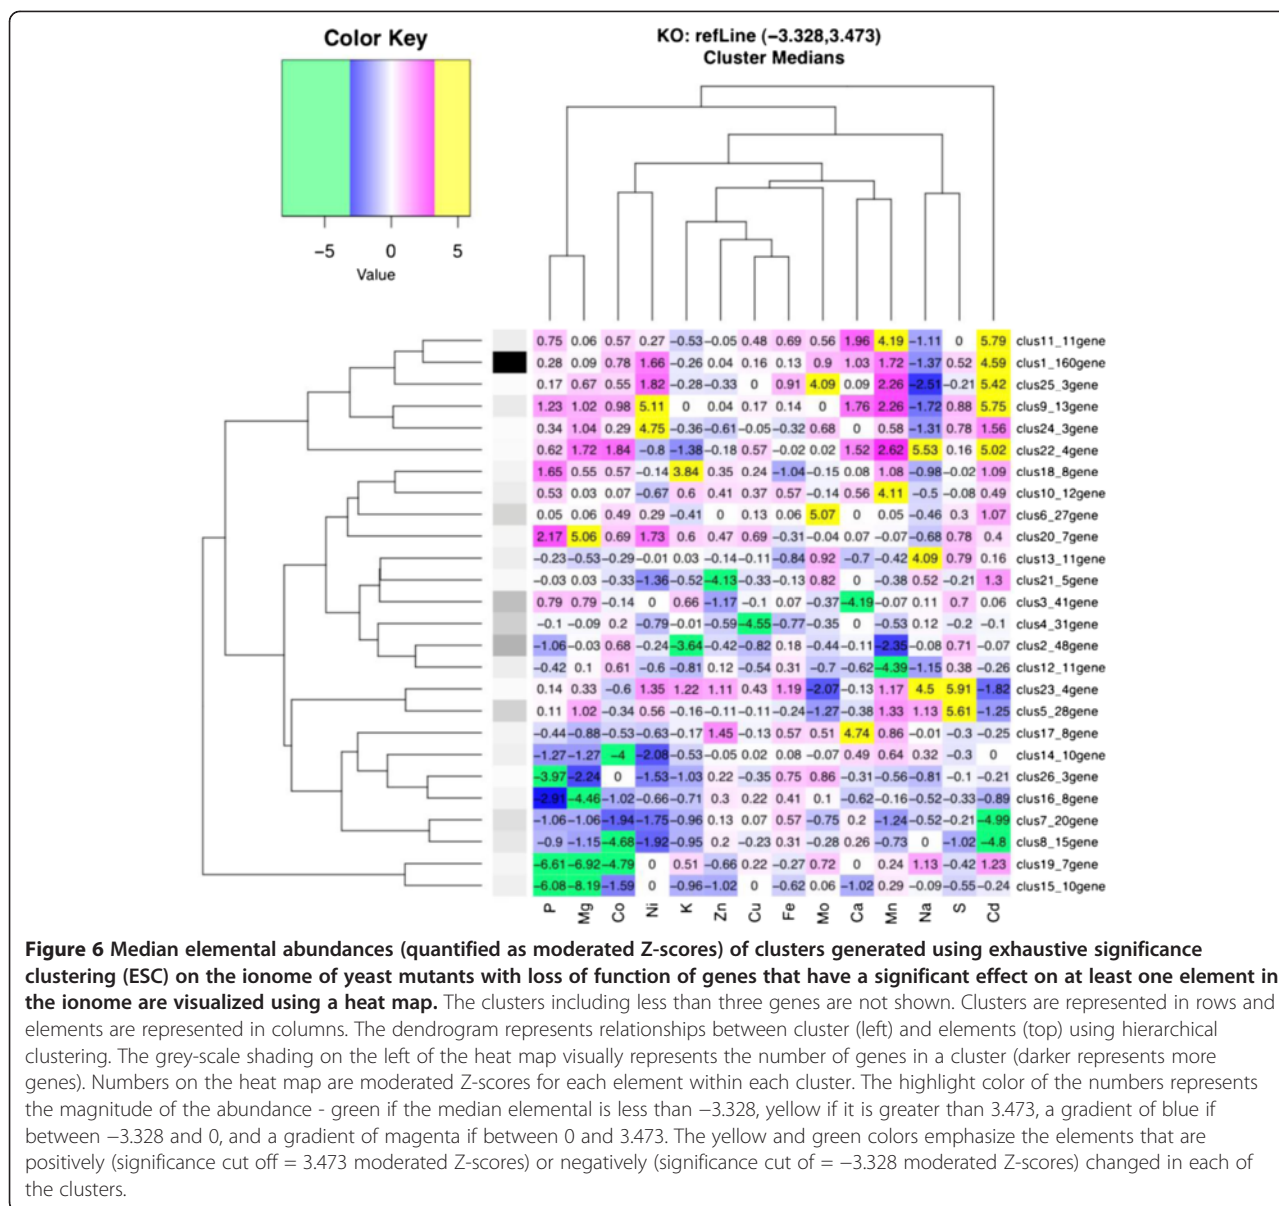 Color Key
−5 0 5
Value
KO: refLine (−3.328,3.473)
Cluster Medians
0.75 0.06 0.57 0.27 −0.53 −0.05 0.48 0.69 0.56 1.96 4.19 −1.11 0 5.79 clus11_11gene
0.28 0.09 0.78 1.66 −0.26 0.04 0.16 0.13 0.9 1.03 1.72 −1.37 0.52 4.59 clus1_160gene
0.17 0.67 0.55 1.82 −0.28 −0.33 0 0.91 4.09 0.09 2.26 −2.51 −0.21 5.42 clus25_3gene
1.23 1.02 0.98 5.11 0 0.04 0.17 0.14 0 1.76 2.26 −1.72 0.88 5.75 clus9_13gene
0.34 1.04 0.29 4.75 −0.36 −0.61 −0.05 −0.32 0.68 0 0.58 −1.31 0.78 1.56 clus24_3gene
0.62 1.72 1.84 −0.8 −1.38 −0.18 0.57 −0.02 0.02 1.52 2.62 5.53 0.16 5.02 clus22_4gene
1.65 0.55 0.57 −0.14 3.84 0.35 0.24 −1.04 −0.15 0.08 1.08 −0.98 −0.02 1.09 clus18_8gene
0.53 0.03 0.07 −0.67 0.6 0.41 0.37 0.57 −0.14 0.56 4.11 −0.5 −0.08 0.49 clus10_12gene
0.05 0.06 0.49 0.29 −0.41 0 0.13 0.06 5.07 0 0.05 −0.46 0.3 1.07 clus6_27gene
2.17 5.06 0.69 1.73 0.6 0.47 0.69 −0.31 −0.04 0.07 −0.07 −0.68 0.78 0.4 clus20_7gene
−0.23 −0.53 −0.29 −0.01 0.03 −0.14 −0.11 −0.84 0.92 −0.7 −0.42 4.09 0.79 0.16 clus13_11gene
−0.03 0.03 −0.33 −1.36 −0.52 −4.13 −0.33 −0.13 0.82 0 −0.38 0.52 −0.21 1.3 clus21_5gene
0.79 0.79 −0.14 0 0.66 −1.17 −0.1 0.07 −0.37 −4.19 −0.07 0.11 0.7 0.06 clus3_41gene
−0.1 −0.09 0.2 −0.79 −0.01 −0.59 −4.55 −0.77 −0.35 0 −0.53 0.12 −0.2 −0.1 clus4_31gene
−1.06 −0.03 0.68 −0.24 −3.64 −0.42 −0.82 0.18 −0.44 −0.11 −2.35 −0.08 0.71 −0.07 clus2_48gene
−0.42 0.1 0.61 −0.6 −0.81 0.12 −0.54 0.31 −0.7 −0.62 −4.39 −1.15 0.38 −0.26 clus12_11gene
0.14 0.33 −0.6 1.35 1.22 1.11 0.43 1.19 −2.07 −0.13 1.17 4.5 5.91 −1.82 clus23_4gene
0.11 1.02 −0.34 0.56 −0.16 −0.11 −0.11 −0.24 −1.27 −0.38 1.33 1.13 5.61 −1.25 clus5_28gene
−0.44 −0.88 −0.53 −0.63 −0.17 1.45 −0.13 0.57 0.51 4.74 0.86 −0.01 −0.3 −0.25 clus17_8gene
−1.27 −1.27 −4 −2.08 −0.53 −0.05 0.02 0.08 −0.07 0.49 0.64 0.32 −0.3 0 clus14_10gene
−3.97 −2.24 0 −1.53 −1.03 0.22 −0.35 0.75 0.86 −0.31 −0.56 −0.81 −0.1 −0.21 clus26_3gene
−2.91 −4.46 −1.02 −0.66 −0.71 0.3 0.22 0.41 0.1 −0.62 −0.16 −0.52 −0.33 −0.89 clus16_8gene
−1.06 −1.06 −1.94 −1.75 −0.96 0.13 0.07 0.57 −0.75 0.2 −1.24 −0.52 −0.21 −4.99 clus7_20gene
−0.9 −1.15 −4.68 −1.92 −0.95 0.2 −0.23 0.31 −0.28 0.26 −0.73 0 −1.02 −4.8 clus8_15gene
−6.61 −6.92 −4.79 0 0.51 −0.66 0.22 −0.27 0.72 0 0.24 1.13 −0.42 1.23 clus19_7gene
−6.08 −8.19 −1.59 0 −0.96 −1.02 0 −0.62 0.06 −1.02 0.29 −0.09 −0.55 −0.24 clus15_10gene
P Mg Co Ni K Zn Cu Fe Mo Ca Mn Na S Cd
Figure 6 Median elemental abundances (quantified as moderated Z-scores) of clusters generated using exhaustive significance
clustering (ESC) on the ionome of yeast mutants with loss of function of genes that have a significant effect on at least one element in
the ionome are visualized using a heat map. The clusters including less than three genes are not shown. Clusters are represented in rows and
elements are represented in columns. The dendrogram represents relationships between cluster (left) and elements (top) using hierarchical
clustering. The grey-scale shading on the left of the heat map visually represents the number of genes in a cluster (darker represents more
genes). Numbers on the heat map are moderated Z-scores for each element within each cluster. The highlight color of the numbers represents
the magnitude of the abundance - green if the median elemental is less than −3.328, yellow if it is greater than 3.473, a gradient of blue if
between −3.328 and 0, and a gradient of magenta if between 0 and 3.473. The yellow and green colors emphasize the elements that are
positively (significance cut off = 3.473 moderated Z-scores) or negatively (significance cut of = −3.328 moderated Z-scores) changed in each of
the clusters.